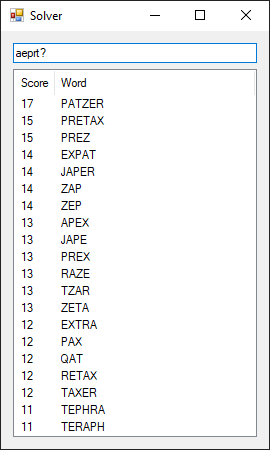 Solver
aeprt?
Score Word
17 PATZER
15 PRETAX
15 PREZ
14 EXPAT
14 JAPER
14 ZAP
14 ZEP
13 APEX
13 JAPE
13 PREX
13 RAZE
13 TZAR
13 ZETA
12 EXTRA
12 PAX
12 QAT
12 RETAX
12 TAXER
11 TEPHRA
11 TERAPH